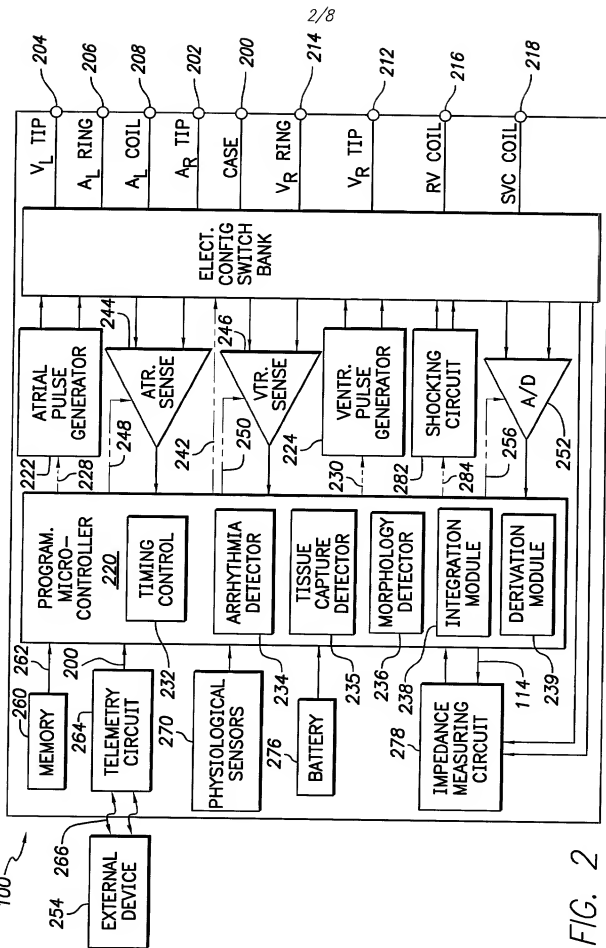 2/8
100
V_L TIP
204
A_L RING
206
A_L COIL
208
A_R TIP
202
CASE
200
V_R RING
214
V_R TIP
212
RV COIL
216
SVC COIL
218
ELECT.
CONFIG
SWITCH
BANK
ATRIAL
PULSE
GENERATOR
222
228
244
ATR. SENSE
248
242
246
VTR. SENSE
250
224
VENTR. PULSE
GENERATOR
230
SHOCKING
CIRCUIT
282
284
A/D
256
252
PROGRAM.
MICRO-
CONTROLLER
220
TIMING
CONTROL
232
ARRHYTHMIA
DETECTOR
234
TISSUE
CAPTURE
DETECTOR
235
MORPHOLOGY
DETECTOR
236
INTEGRATION
MODULE
238
DERIVATION
MODULE
239
262
260
MEMORY
200
264
TELEMETRY
CIRCUIT
270
PHYSIOLOGICAL
SENSORS
276
BATTERY
278
IMPEDANCE
MEASURING
CIRCUIT
114
266
254
EXTERNAL
DEVICE
FIG. 2